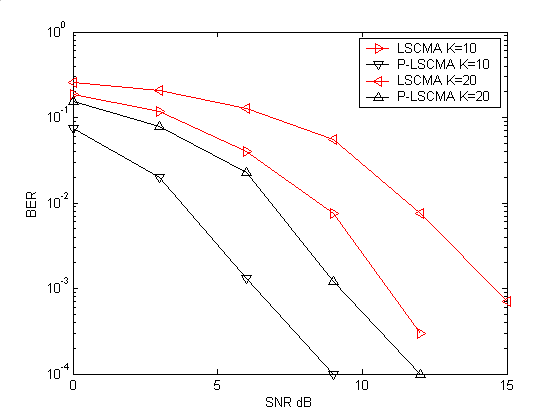 10^0
10^-1
10^-2
10^-3
10^-4
BER
0
5
10
15
SNR dB
LSCMA K=10
P-LSCMA K=10
LSCMA K=20
P-LSCMA K=20